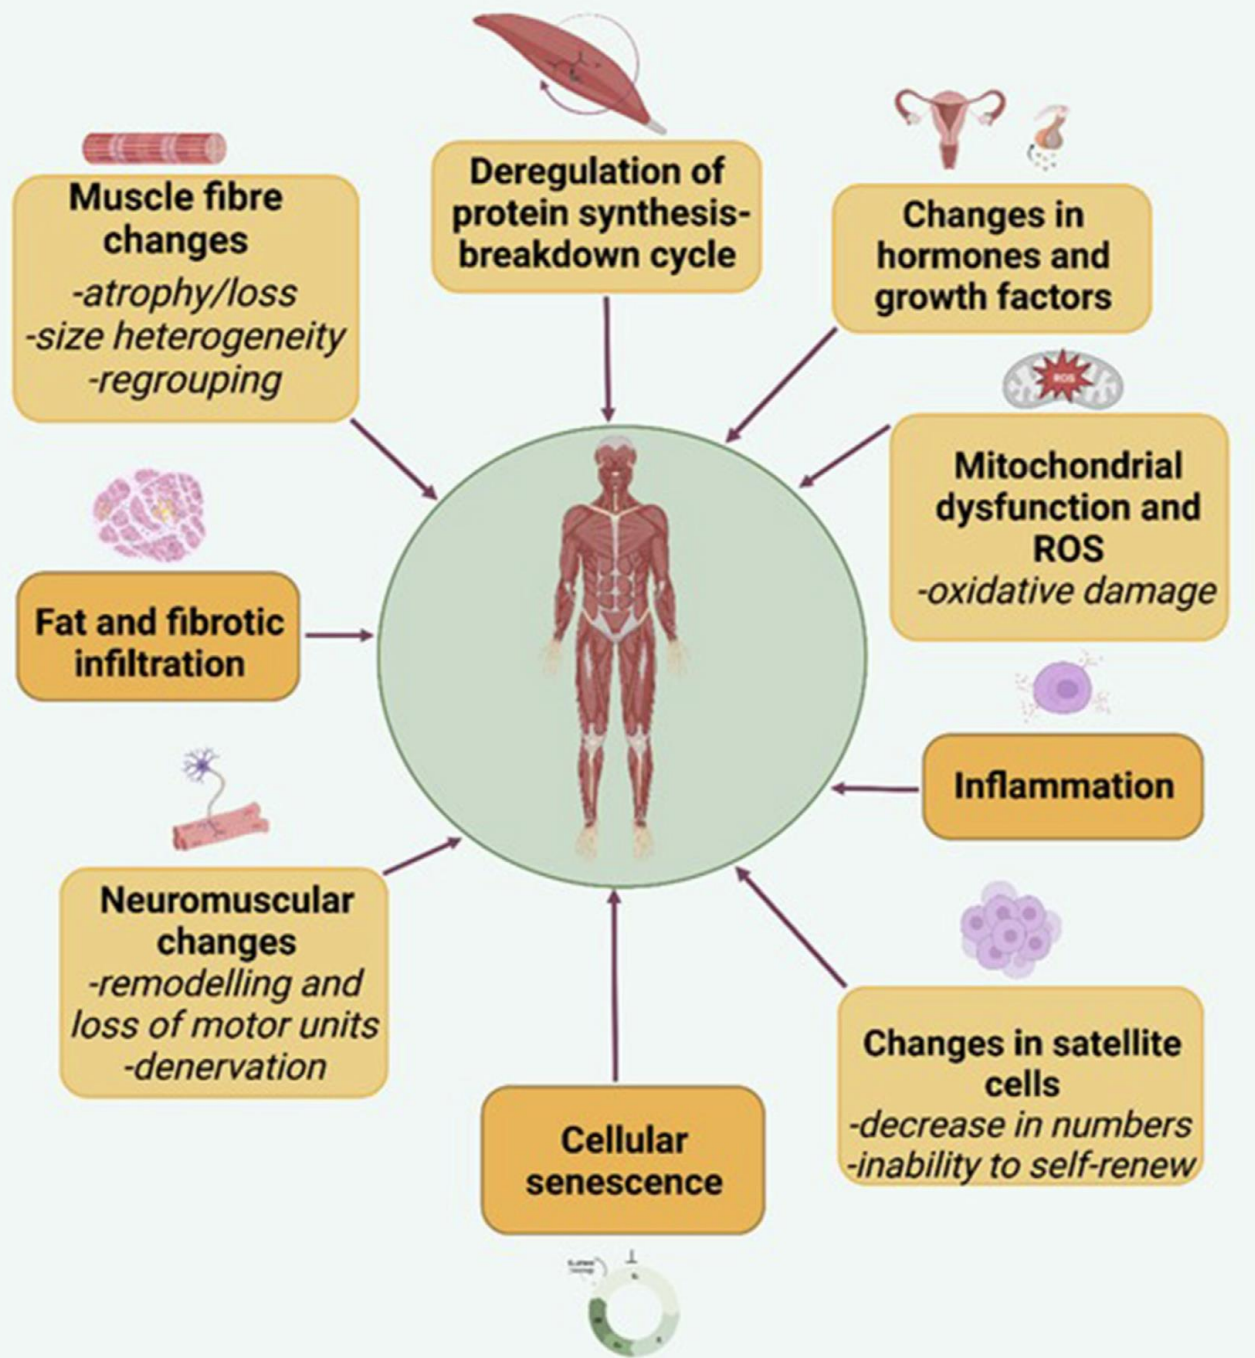 Deregulation of
protein synthesis-
breakdown cycle
Muscle fibre
changes
-atrophy/loss
-size heterogeneity
-regrouping
Changes in
hormones and
growth factors
ROS
Mitochondrial
dysfunction and
ROS
-oxidative damage
Fat and fibrotic
infiltration
Inflammation
Neuromuscular
changes
-remodelling and
loss of motor units
-denervation
Changes in satellite
cells
-decrease in numbers
-inability to self-renew
Cellular
senescence